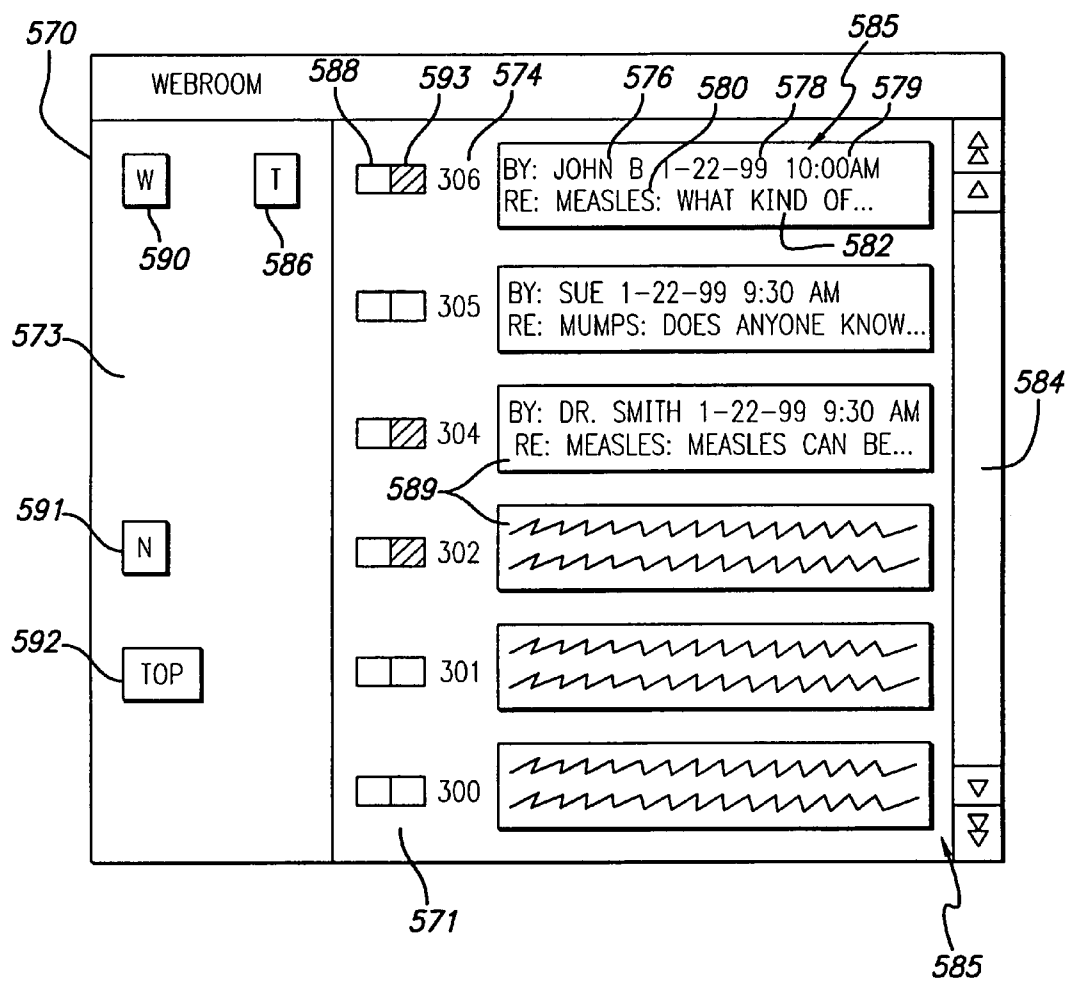 570
585
588 593 574
576 580 578 579
WEBROOM
W T
590 586
306
BY: JOHN B 1-22-99 10:00AM
RE: MEASLES: WHAT KIND OF...
582
305
BY: SUE 1-22-99 9:30 AM
RE: MUMPS: DOES ANYONE KNOW...
573
584
304
BY: DR. SMITH 1-22-99 9:30 AM
RE: MEASLES: MEASLES CAN BE...
589
591
N
302
592
TOP
301
300
571
585